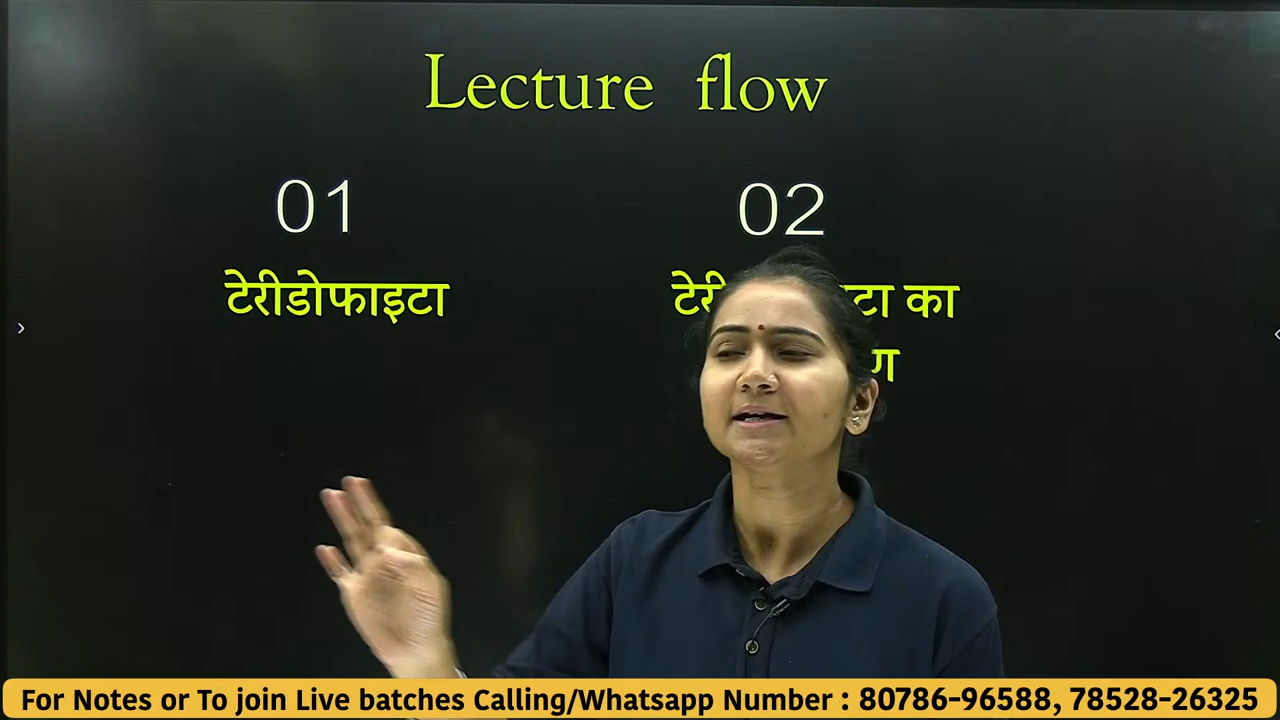 Lecture flow
01
02
टेरीडोफाइटा
का
For Notes or To join Live batches Calling/Whatsapp Number : 80786-96588, 78528-26325